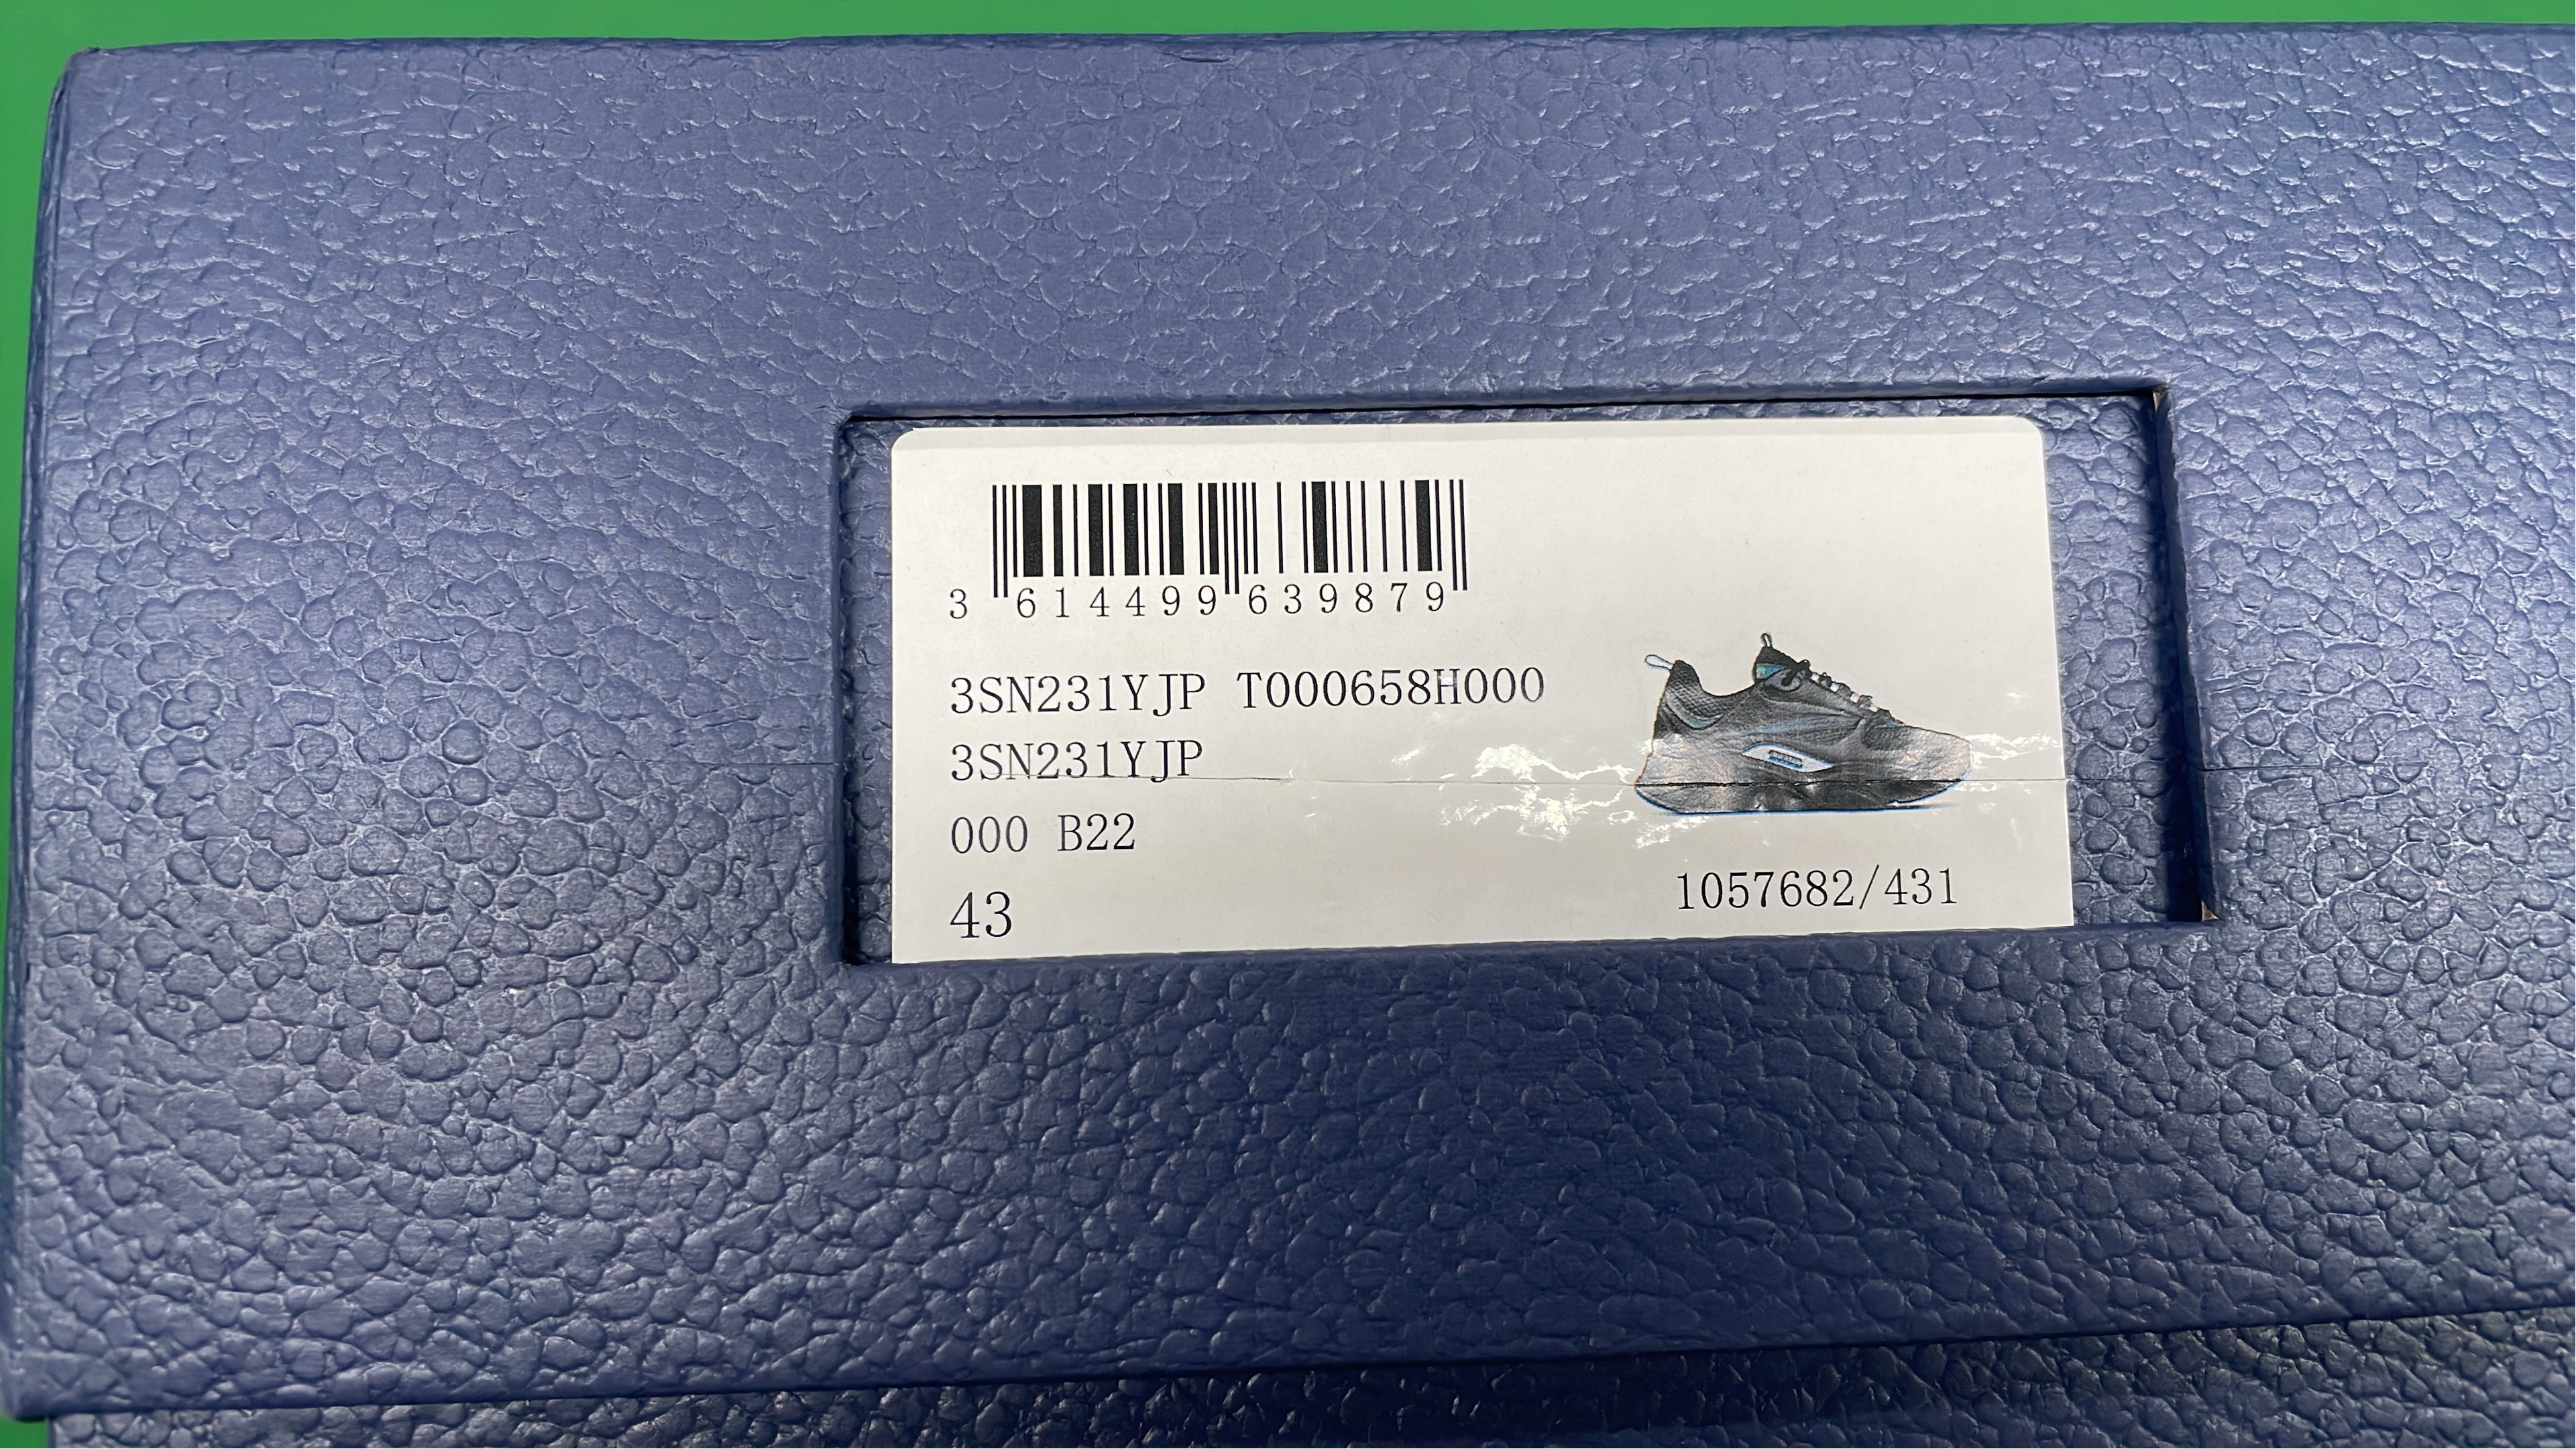 3 614499 639879
3SN231YJP T000658H000
3SN231YJP
000 B22
43
1057682/431